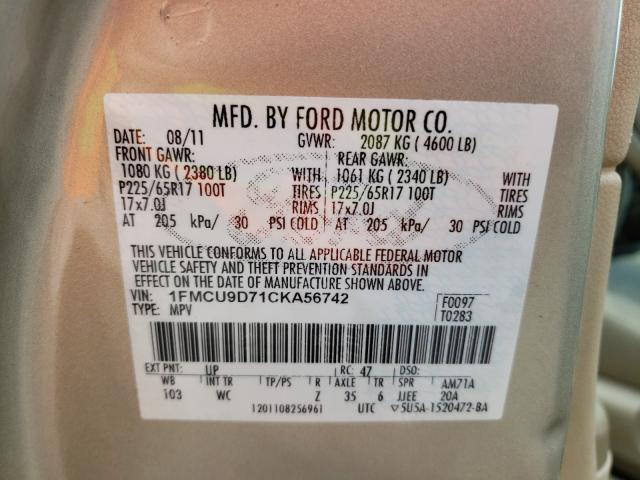 MFD. BY FORD MOTOR CO.
DATE: 08/11 GVWR: 2087 KG ( 4600 LB)
FRONT GAWR: REAR GAWR:
1080 KG ( 2380 LB) WITH 1061 KG ( 2340 LB) WITH
P225/65R17 100T TIRES P225/65R17 100T TIRES
17x7.0J RIMS 17x7.0J RIMS
AT 205 kPa/ 30 PSI COLD AT 205 kPa/ 30 PSI COLD
THIS VEHICLE CONFORMS TO ALL APPLICABLE FEDERAL MOTOR
VEHICLE SAFETY AND THEFT PREVENTION STANDARDS IN
EFFECT ON THE DATE OF MANUFACTURE SHOWN ABOVE.
VIN: 1FMCU9D71CKA56742 F0097
TYPE: MPV T0283
EXT PNT: UP RC: 47 DSO:
WB INT TR TP/PS R AXLE TR SPR AM71A
103 WC Z 35 6 JJEE 20A
1201108256961 UTC ▽5U5A-1520472-BA